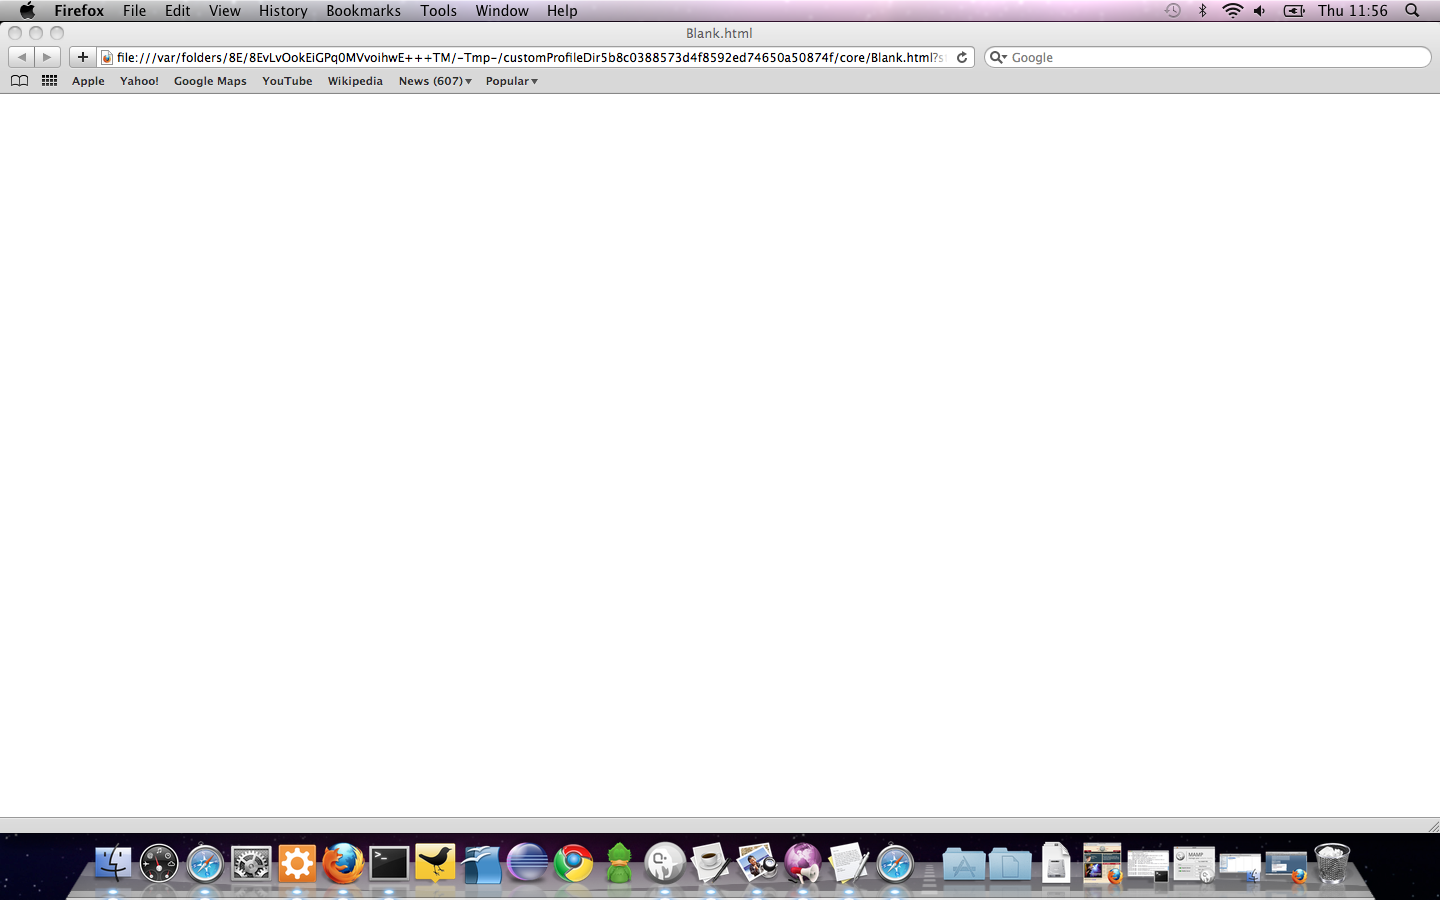 Firefox File Edit View History Bookmarks Tools Window Help Thu 11:56
Blank.html
file:///var/folders/8E/8EvLvOokEiGPq0MVvoihwE+++TM/-Tmp-/customProfileDir5b8c0388573d4f8592ed74650a50874f/core/Blank.html?s Google
Apple Yahoo! Google Maps YouTube Wikipedia News (607) Popular